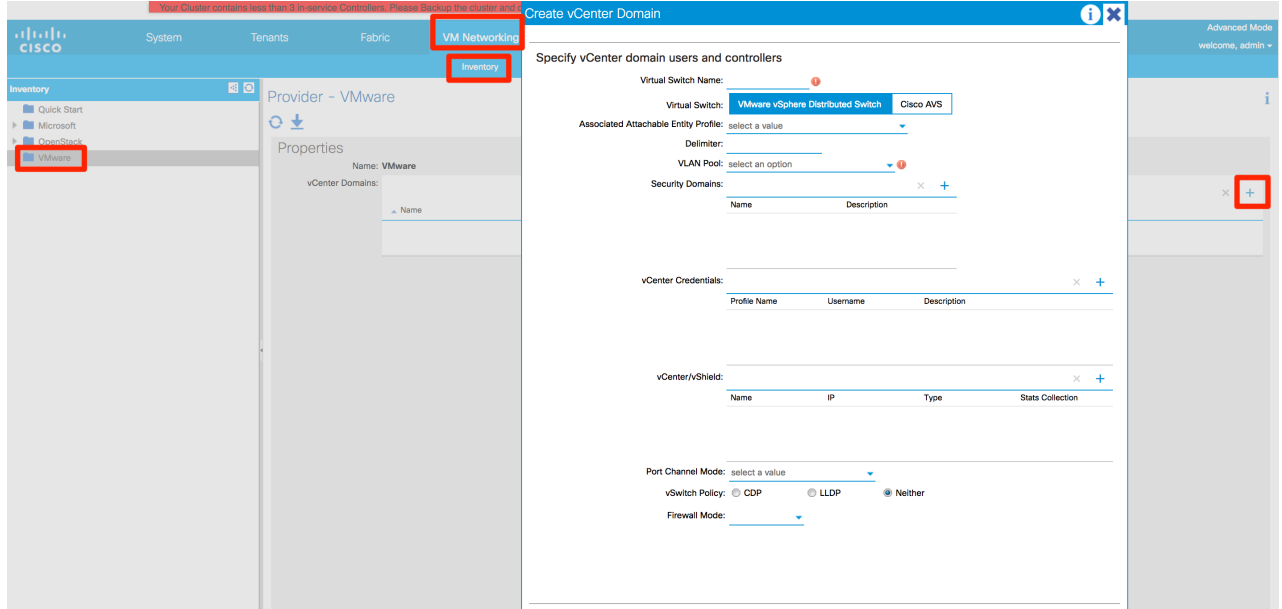 Your Cluster contains less than 3 in-service Controllers. Please Backup the cluster and
Create vCenter Domain
i
CISCO
System
Tenants
Fabric
VM Networking
Advanced Mode
welcome, admin
Inventory
Inventory
Quick Start
Microsoft
OpenStack
VMware
Provider - VMware
i
Properties
Name: VMware
vCenter Domains:
Name
Specify vCenter domain users and controllers
Virtual Switch Name:
Virtual Switch: VMware vSphere Distributed Switch Cisco AVS
Associated Attachable Entity Profile: select a value
Delimiter:
VLAN Pool: select an option
Security Domains:
Name Description
vCenter Credentials:
Profile Name Username Description
vCenter/vShield:
Name IP Type Stats Collection
Port Channel Mode: select a value
vSwitch Policy: CDP LLDP Neither
Firewall Mode: